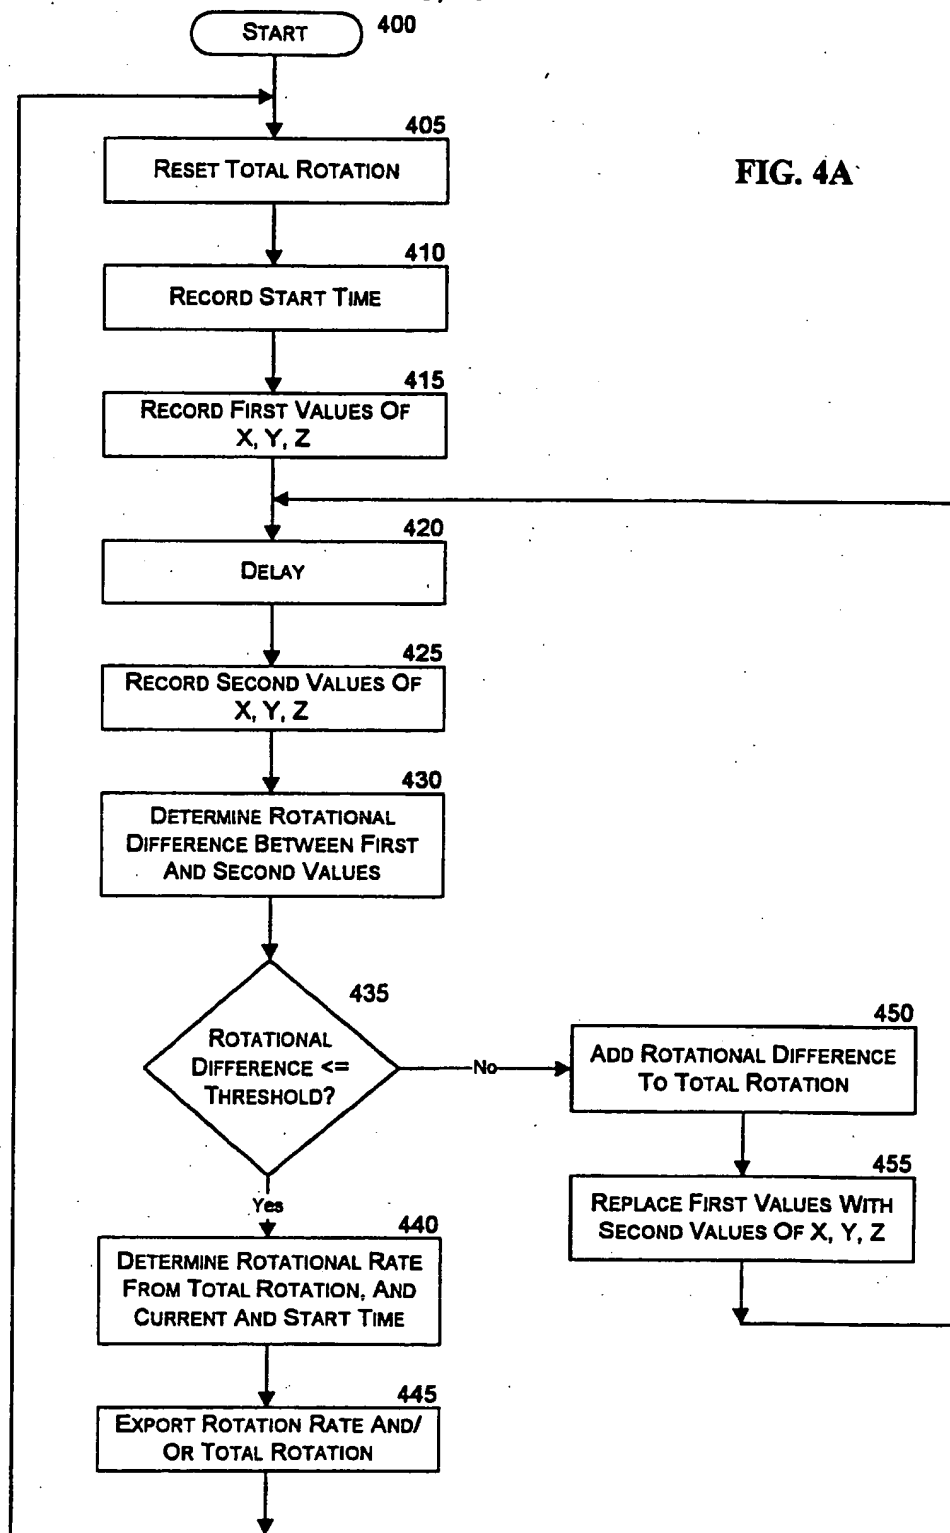 START
400
405
RESET TOTAL ROTATION
FIG. 4A
410
RECORD START TIME
415
RECORD FIRST VALUES OF
X, Y, Z
420
DELAY
425
RECORD SECOND VALUES OF
X, Y, Z
430
DETERMINE ROTATIONAL
DIFFERENCE BETWEEN FIRST
AND SECOND VALUES
435
ROTATIONAL
DIFFERENCE <=
THRESHOLD?
No
450
ADD ROTATIONAL DIFFERENCE
TO TOTAL ROTATION
455
REPLACE FIRST VALUES WITH
SECOND VALUES OF X, Y, Z
Yes
440
DETERMINE ROTATIONAL RATE
FROM TOTAL ROTATION, AND
CURRENT AND START TIME
445
EXPORT ROTATION RATE AND/
OR TOTAL ROTATION